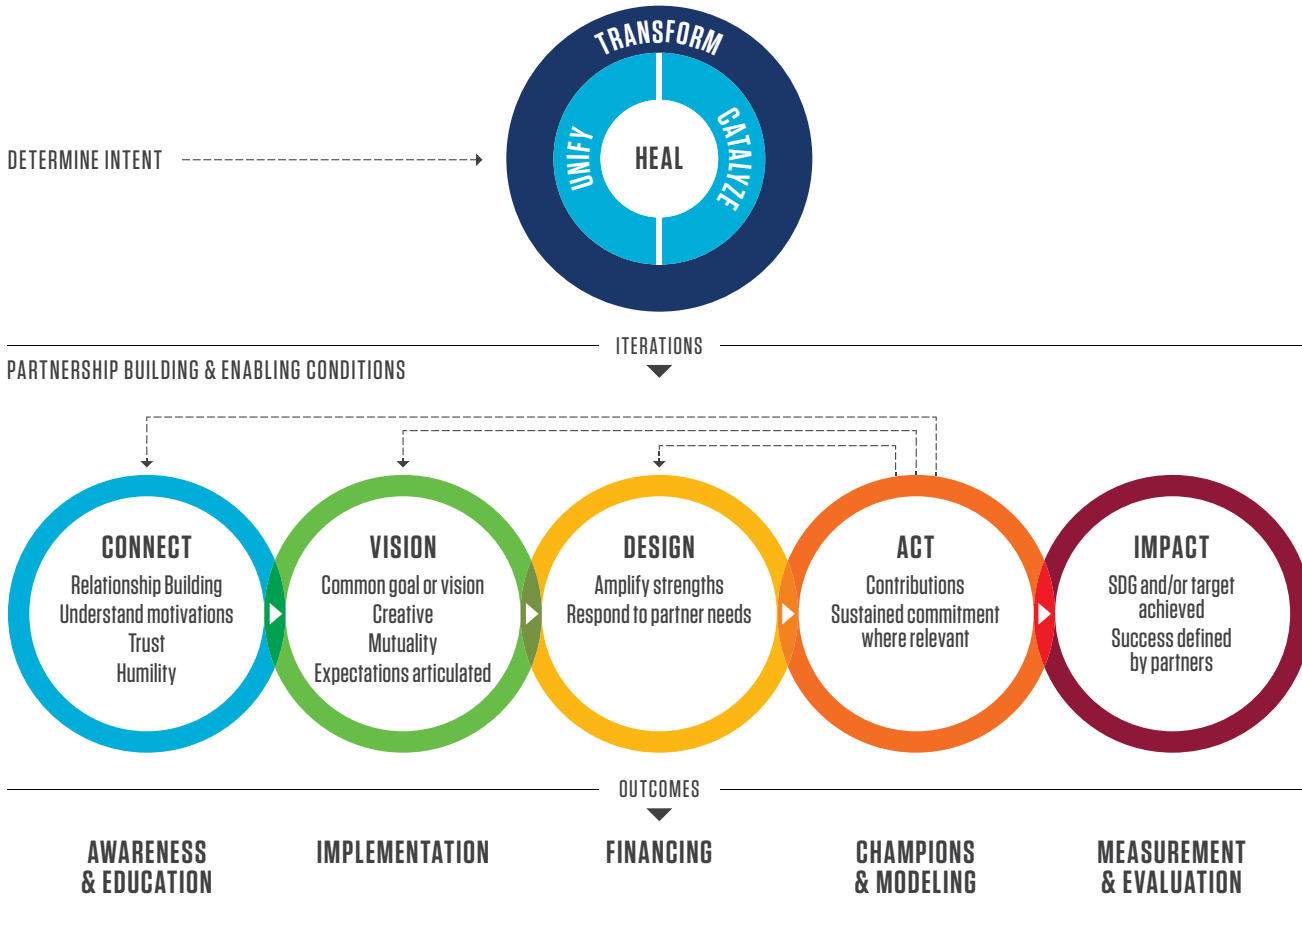 TRANSFORM
UNIFY
CATALYZE
HEAL
DETERMINE INTENT
ITERATIONS
PARTNERSHIP BUILDING & ENABLING CONDITIONS
CONNECT
Relationship Building
Understand motivations
Trust
Humility
VISION
Common goal or vision
Creative
Mutuality
Expectations articulated
DESIGN
Amplify strengths
Respond to partner needs
ACT
Contributions
Sustained commitment
where relevant
IMPACT
SDG and/or target
achieved
Success defined
by partners
OUTCOMES
AWARENESS
& EDUCATION
IMPLEMENTATION
FINANCING
CHAMPIONS
& MODELING
MEASUREMENT
& EVALUATION